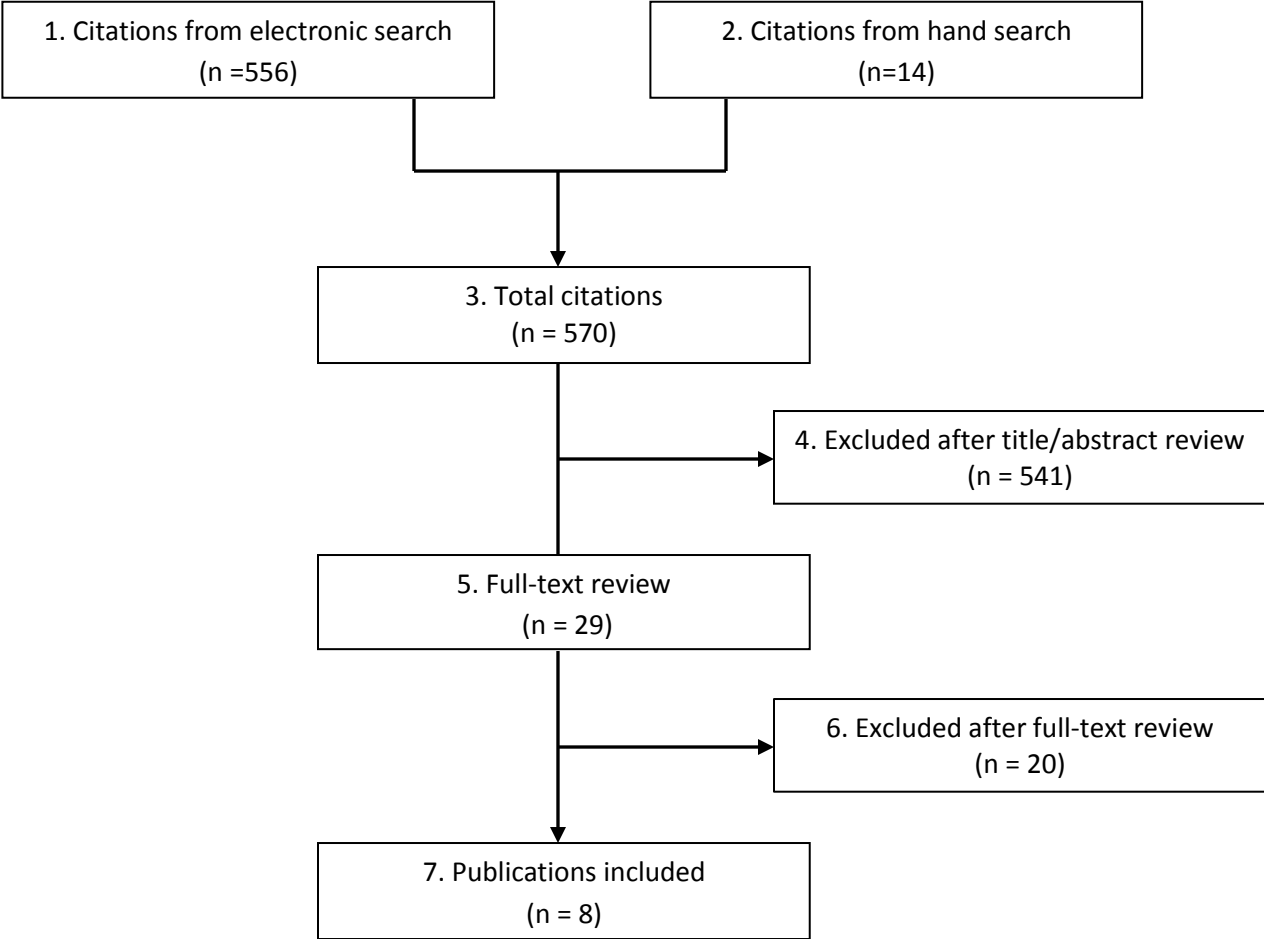 1. Citations from electronic search
(n =556)
2. Citations from hand search
(n=14)
3. Total citations
(n = 570)
4. Excluded after title/abstract review
(n = 541)
5. Full-text review
(n = 29)
6. Excluded after full-text review
(n = 20)
7. Publications included
(n = 8)